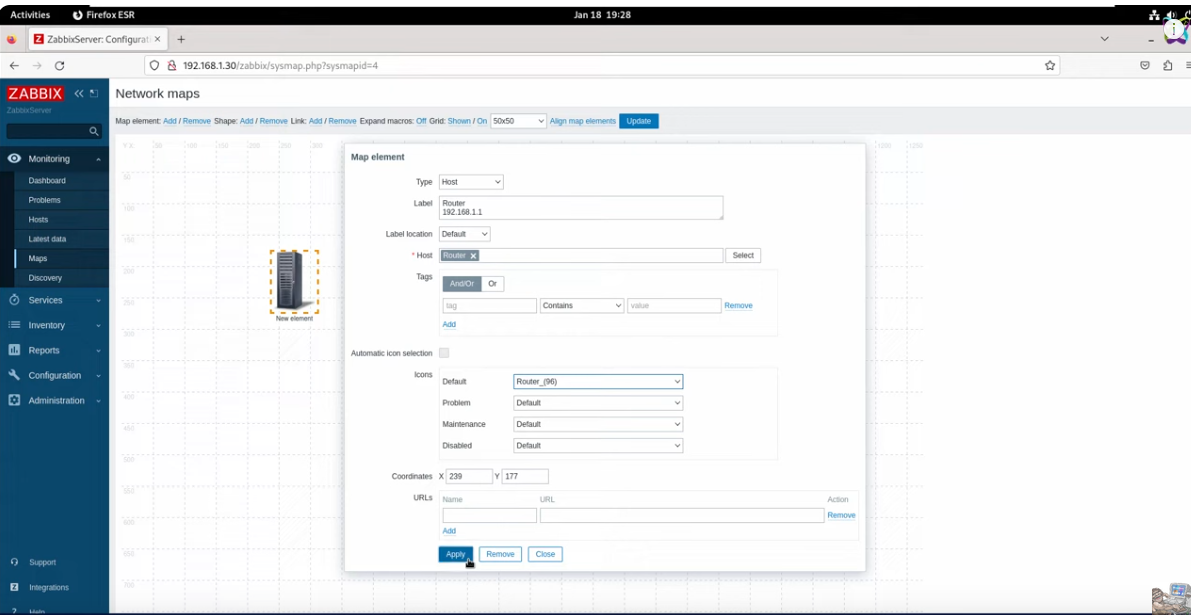 Activities Firefox ESR Jan 18 19:28
ZabbixServer: Configurat × +
192.168.1.30/zabbix/sysmap.php?sysmapid=4
ZABBIX
ZabbixServer
Monitoring
Dashboard
Problems
Hosts
Latest data
Maps
Discovery
Services
Inventory
Reports
Configuration
Administration
Support
Integrations
Help
Network maps
Map element: Add / Remove Shape: Add / Remove Link: Add / Remove Expand macros: Off Grid: Shown / On 50x50 Align map elements Update
New element
Map element
Type Host
Label Router
192.168.1.1
Label location Default
* Host Router × Select
Tags And/Or Or
tag Contains value Remove
Add
Automatic icon selection
Icons Default Router_(96)
Problem Default
Maintenance Default
Disabled Default
Coordinates X 239 Y 177
URLs Name URL Action
Remove
Add
Apply Remove Close